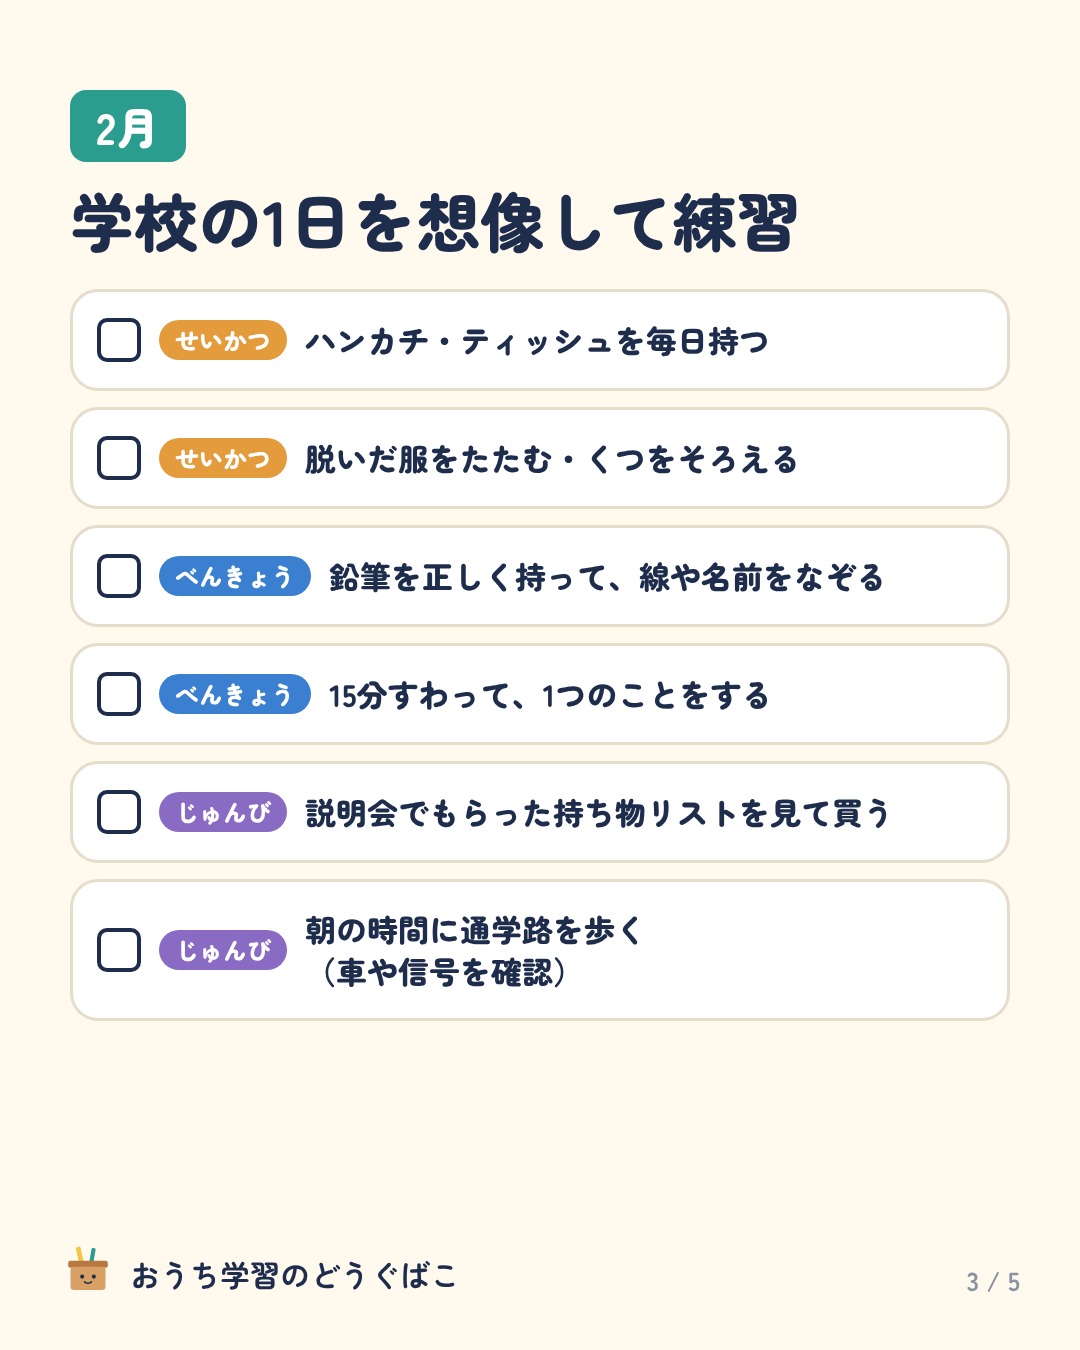 2月
学校の1日を想像して練習
せいかつ ハンカチ・ティッシュを毎日持つ
せいかつ 脱いだ服をたたむ・くつをそろえる
べんきょう 鉛筆を正しく持って、線や名前をなぞる
べんきょう 15分すわって、1つのことをする
じゅんび 説明会でもらった持ち物リストを見て買う
じゅんび 朝の時間に通学路を歩く
（車や信号を確認）
おうち学習のどうぐばこ
3 / 5